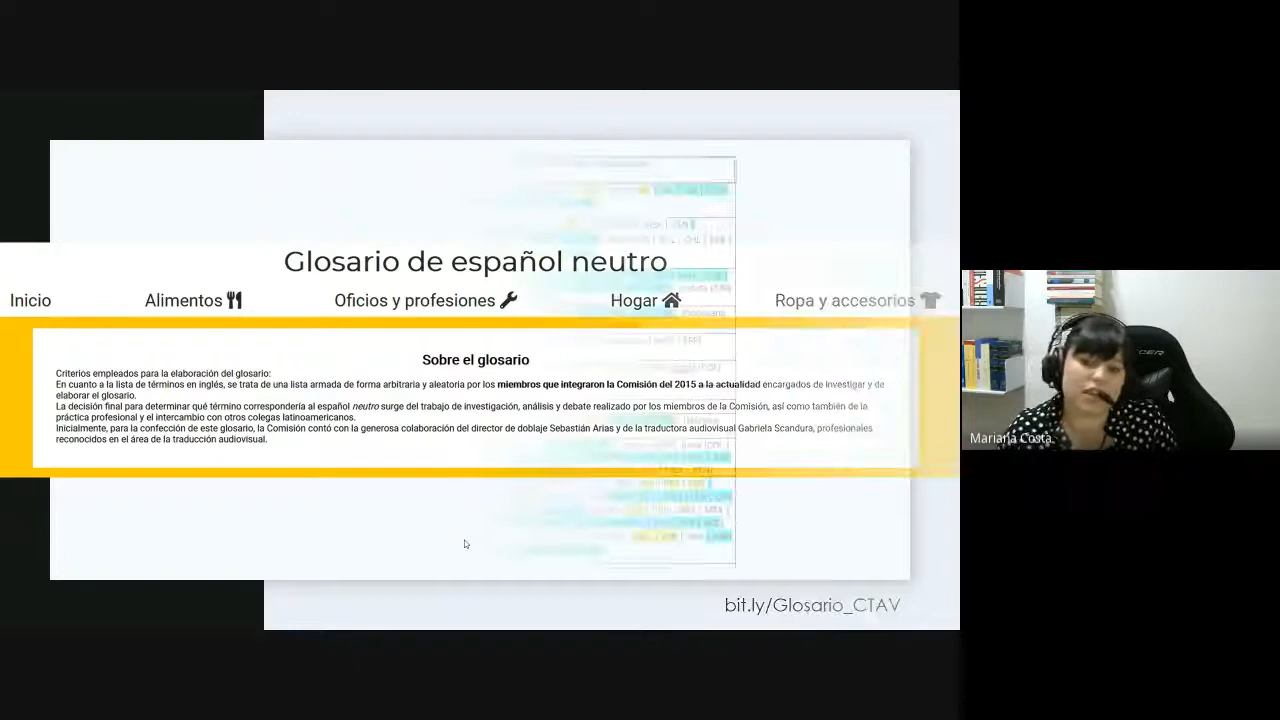 Glosario de español neutro
Inicio Alimentos Oficios y profesiones Hogar Ropa y accesorios
Sobre el glosario
Criterios empleados para la elaboración del glosario:
En cuanto a la lista de términos en inglés, se trata de una lista armada de forma arbitraria y aleatoria por los miembros que integraron la Comisión del 2015 a la actualidad encargados de investigar y de
elaborar el glosario.
La decisión final para determinar qué término correspondería al español neutro surge del trabajo de investigación, análisis y debate realizado por los miembros de la Comisión, así como también de la
práctica profesional y el intercambio con otros colegas latinoamericanos.
Inicialmente, para la confección de este glosario, la Comisión contó con la generosa colaboración del director de doblaje Sebastián Arias y de la traductora audiovisual Gabriela Scandura, profesionales
reconocidos en el área de la traducción audiovisual.
Mariana Costa
bit.ly/Glosario_CTAV